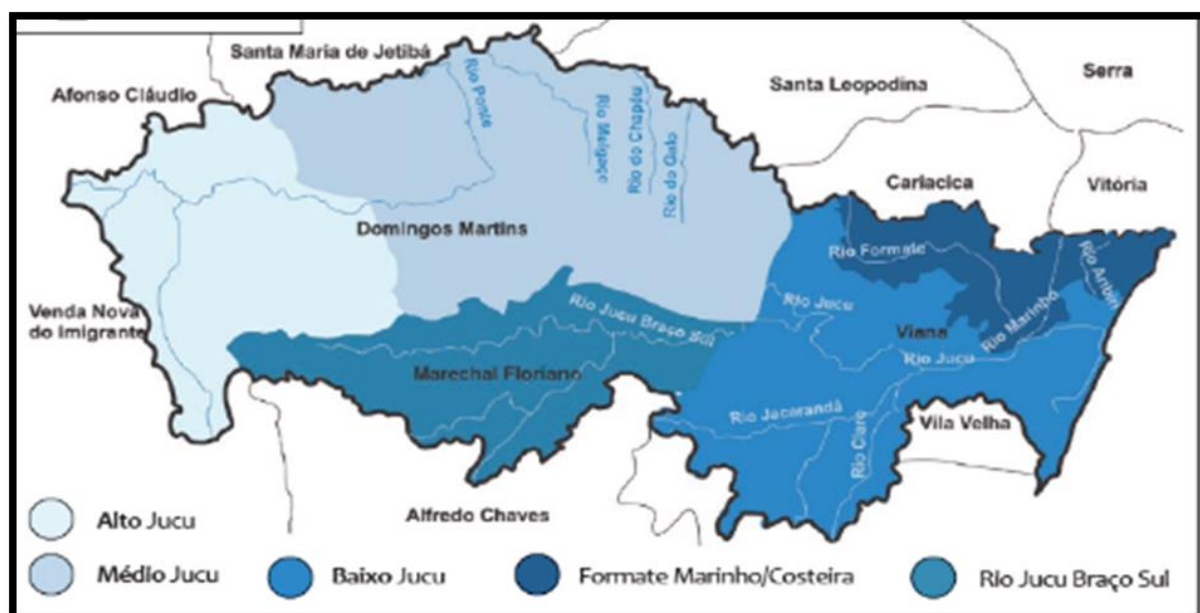 Santa Maria de Jetibá
Afonso Cláudio
Santa Leopodina
Serra
Rio Ponte
Rio Melgaço
Rio do Chapéu
Rio do Galo
Cariacica
Vitória
Domingos Martins
Rio Formate
Rio Aribiri
Venda Nova
do Imigrante
Rio Jucu Braço Sul
Rio Jucu
Viana
Rio Marinho
Rio Jucu
Marechal Floriano
Rio Jacarandá
Rio Claro
Vila Velha
Alfredo Chaves
Alto Jucu
Médio Jucu
Baixo Jucu
Formate Marinho/Costeira
Rio Jucu Braço Sul